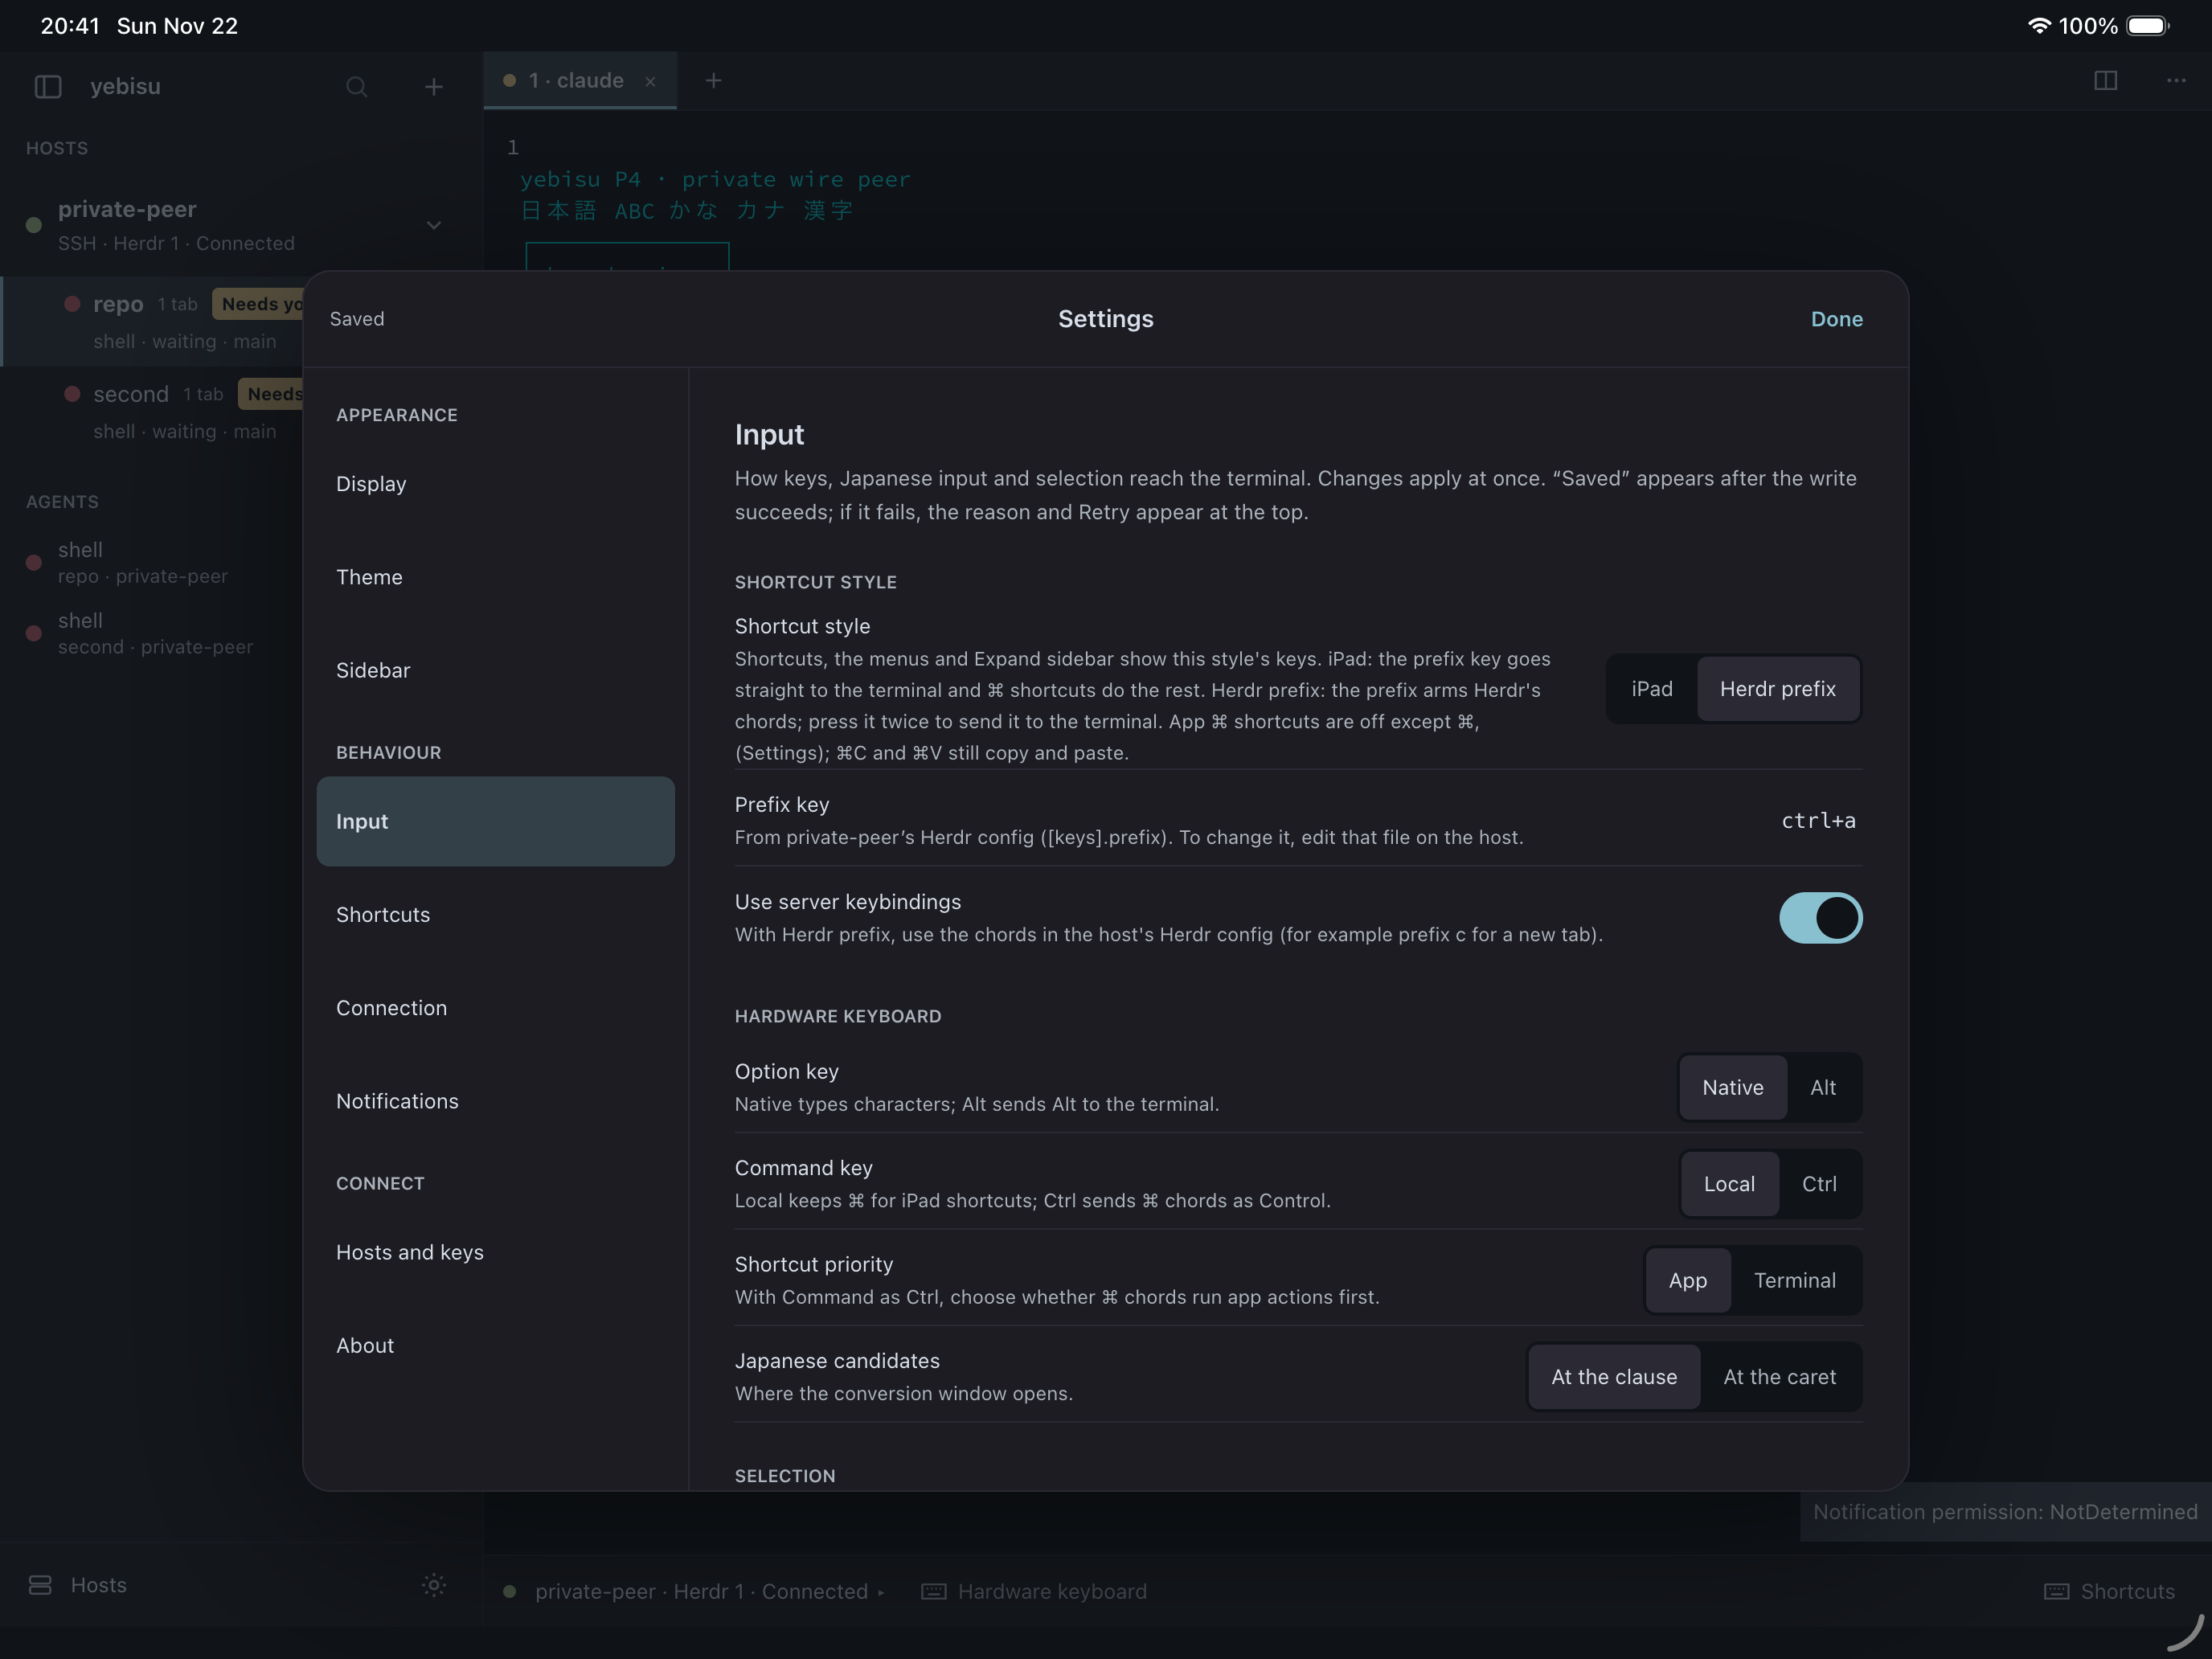 20:41 Sun Nov 22
100%
yebisu
1 · claude
HOSTS
private-peer
SSH · Herdr 1 · Connected
repo 1 tab Needs yo
shell · waiting · main
second 1 tab Needs
shell · waiting · main
AGENTS
shell
repo · private-peer
shell
second · private-peer
Hosts
1
yebisu P4 · private wire peer
日本語 ABC かな カナ 漢字
Saved
Settings
Done
APPEARANCE
Display
Theme
Sidebar
BEHAVIOUR
Input
Shortcuts
Connection
Notifications
CONNECT
Hosts and keys
About
Input
How keys, Japanese input and selection reach the terminal. Changes apply at once. “Saved” appears after the write
succeeds; if it fails, the reason and Retry appear at the top.
SHORTCUT STYLE
Shortcut style
Shortcuts, the menus and Expand sidebar show this style's keys. iPad: the prefix key goes
straight to the terminal and ⌘ shortcuts do the rest. Herdr prefix: the prefix arms Herdr's
chords; press it twice to send it to the terminal. App ⌘ shortcuts are off except ⌘,
(Settings); ⌘C and ⌘V still copy and paste.
iPad Herdr prefix
Prefix key
From private-peer’s Herdr config ([keys].prefix). To change it, edit that file on the host.
ctrl+a
Use server keybindings
With Herdr prefix, use the chords in the host's Herdr config (for example prefix c for a new tab).
HARDWARE KEYBOARD
Option key
Native types characters; Alt sends Alt to the terminal.
Native Alt
Command key
Local keeps ⌘ for iPad shortcuts; Ctrl sends ⌘ chords as Control.
Local Ctrl
Shortcut priority
With Command as Ctrl, choose whether ⌘ chords run app actions first.
App Terminal
Japanese candidates
Where the conversion window opens.
At the clause At the caret
SELECTION
Notification permission: NotDetermined
private-peer · Herdr 1 · Connected ▸
Hardware keyboard
Shortcuts